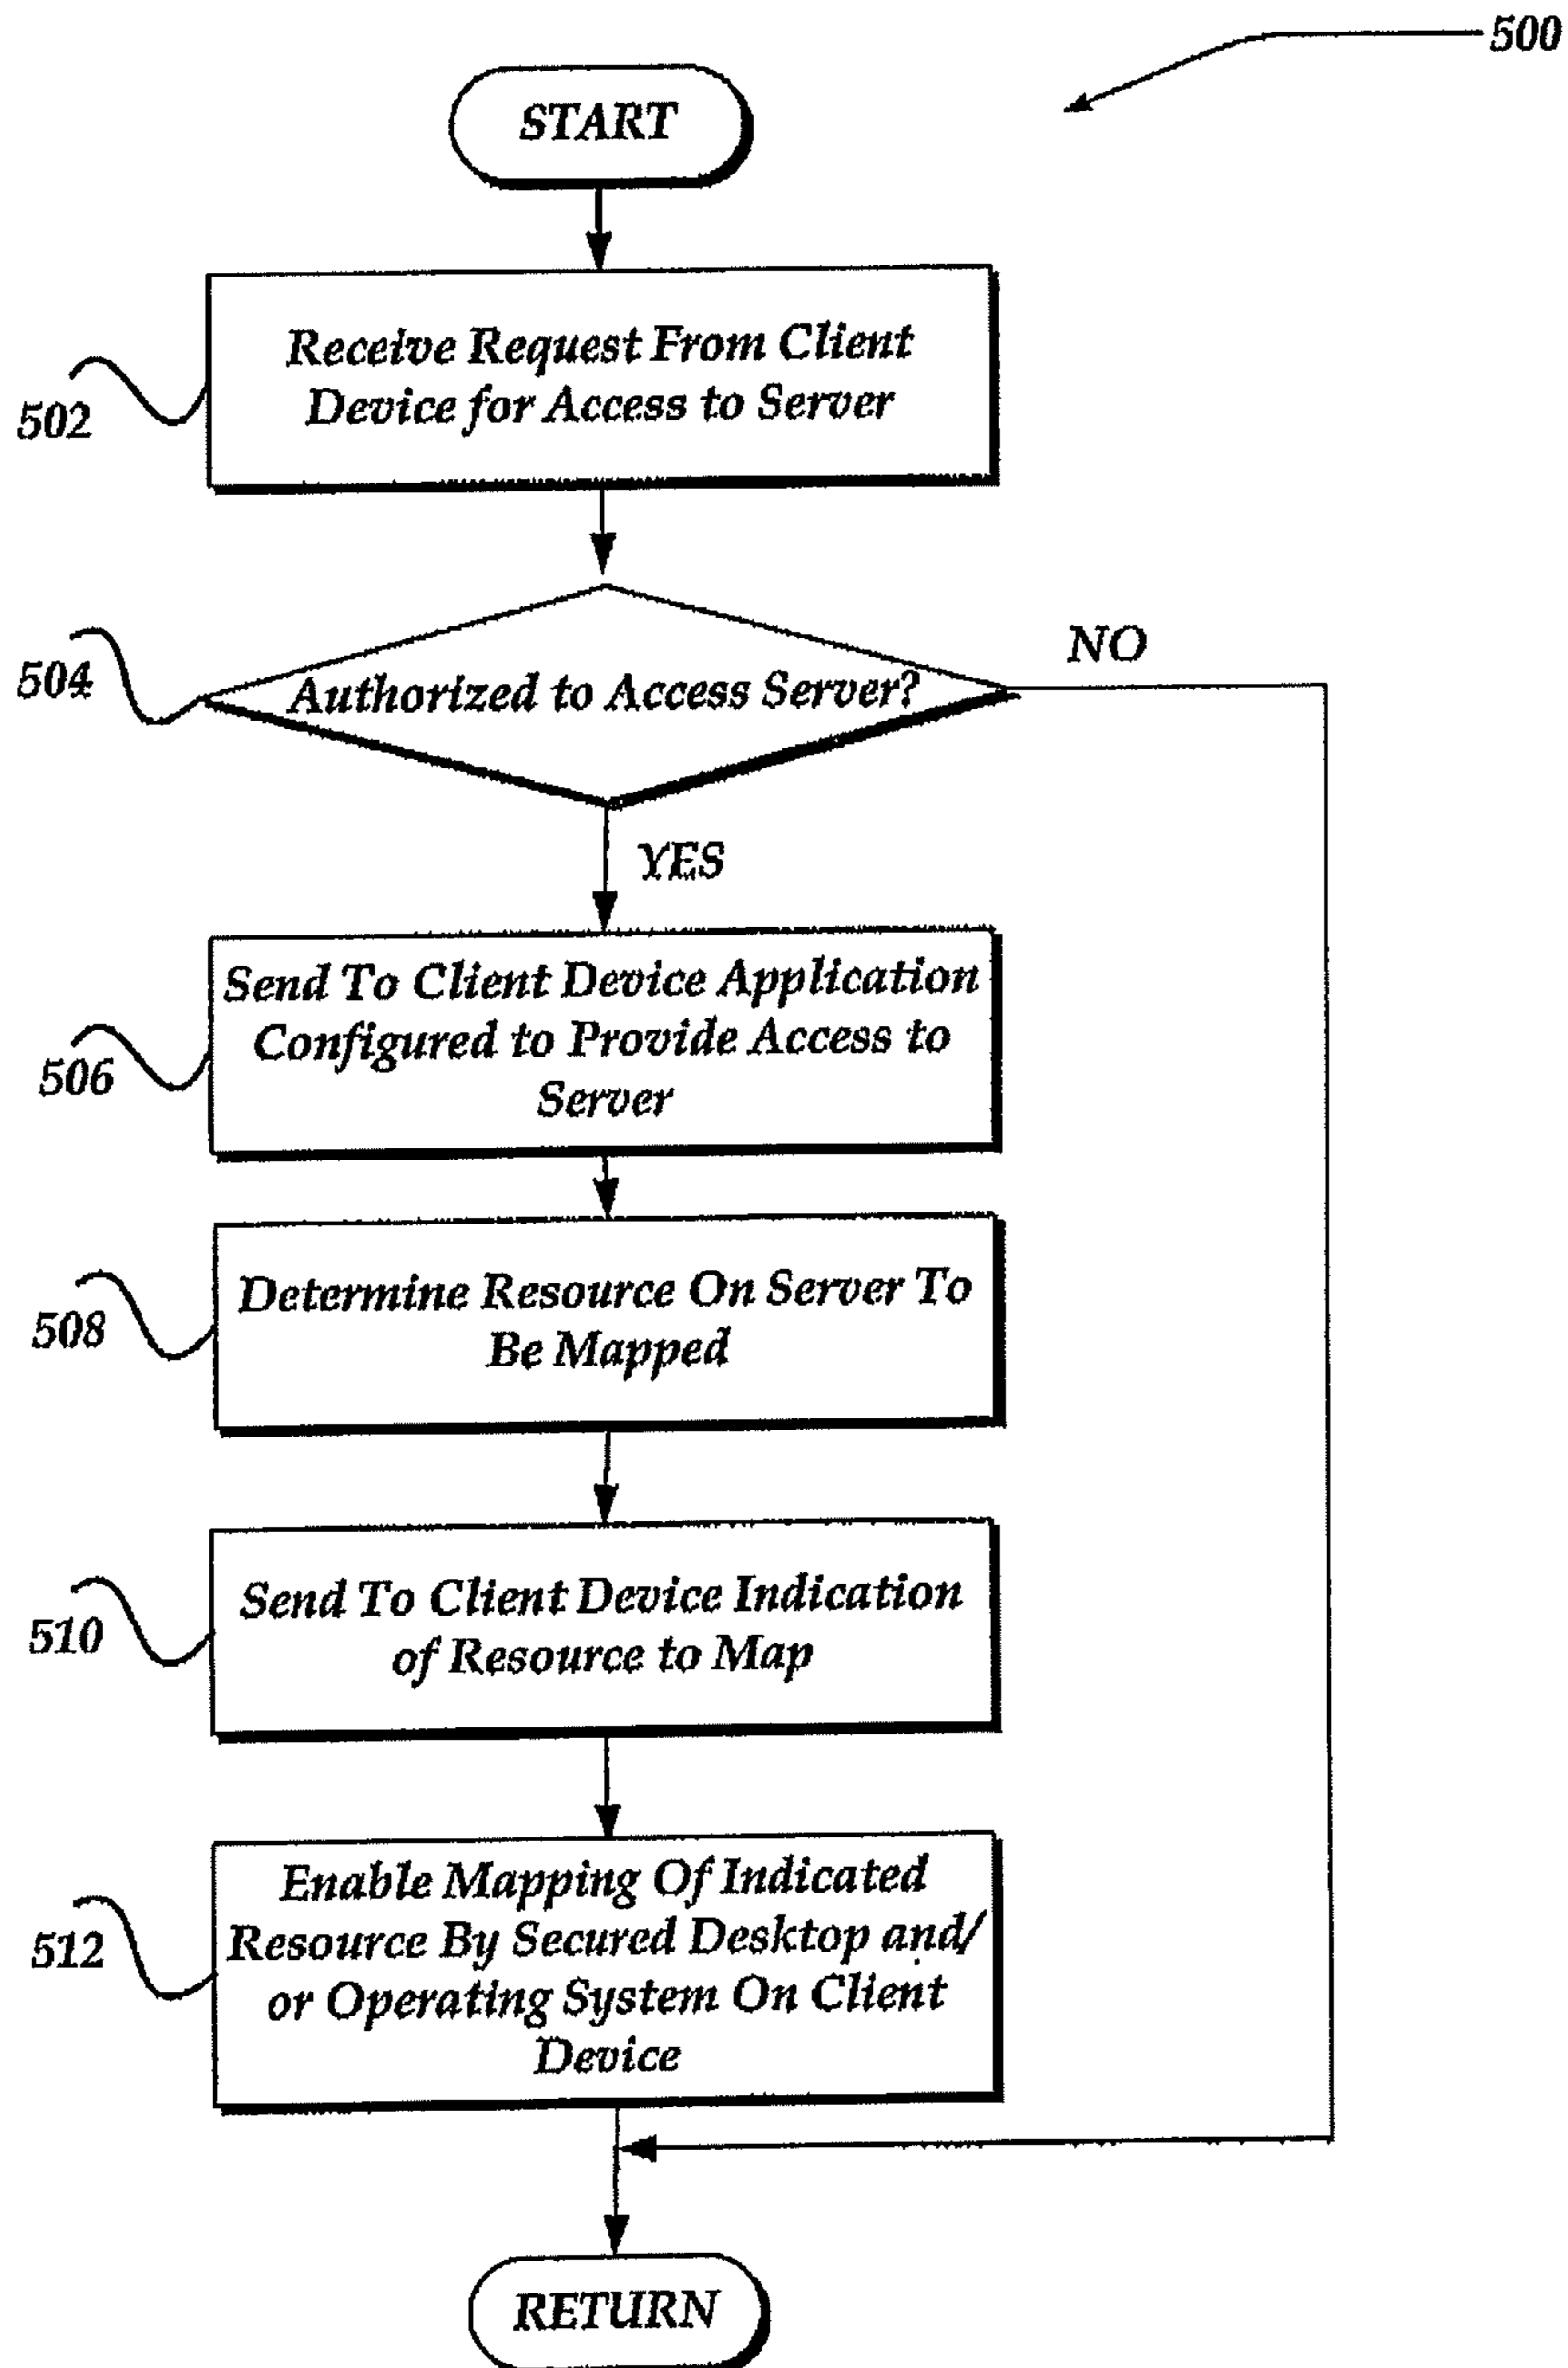 500
START
Receive Request From Client
Device for Access to Server
502
NO
504
Authorized to Access Server?
YES
Send To Client Device Application
Configured to Provide Access to
Server
506
Determine Resource On Server To
Be Mapped
508
Send To Client Device Indication
of Resource to Map
510
Enable Mapping Of Indicated
Resource By Secured Desktop and/
or Operating System On Client
Device
512
RETURN